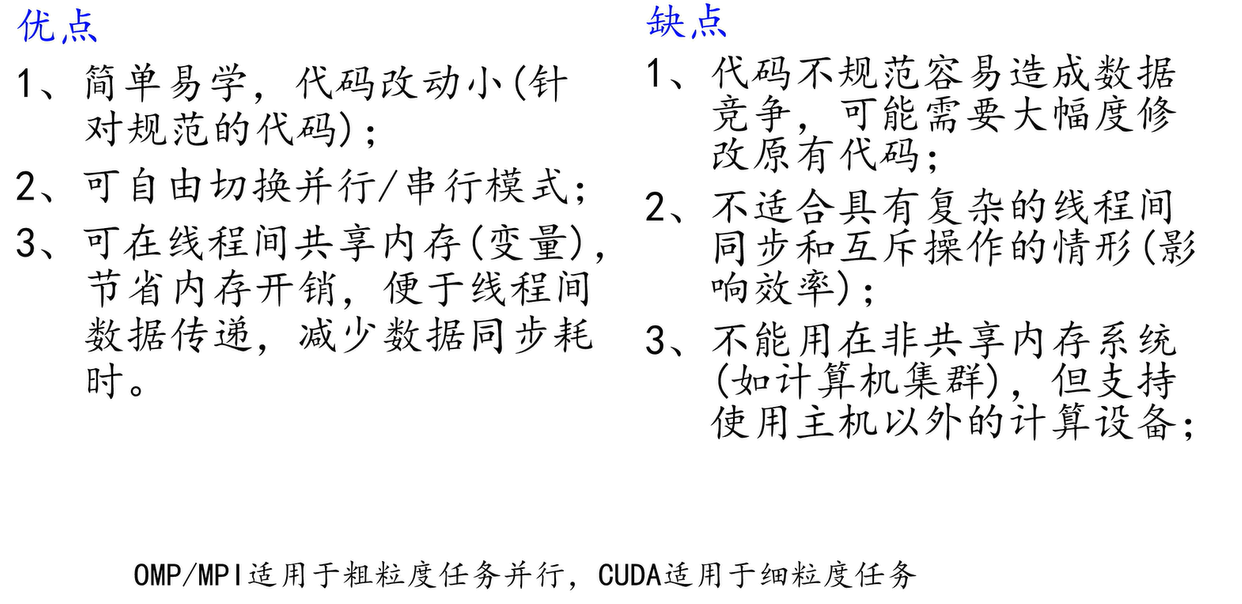 优点
1、简单易学，代码改动小(针
对规范的代码)；
2、可自由切换并行/串行模式；
3、可在线程间共享内存(变量)，
节省内存开销，便于线程间
数据传递，减少数据同步耗
时。
缺点
1、代码不规范容易造成数据
竞争，可能需要大幅度修
改原有代码；
2、不适合具有复杂的线程间
同步和互斥操作的情形(影
响效率)；
3、不能用在非共享内存系统
(如计算机集群)，但支持
使用主机以外的计算设备；
OMP/MPI适用于粗粒度任务并行，CUDA适用于细粒度任务